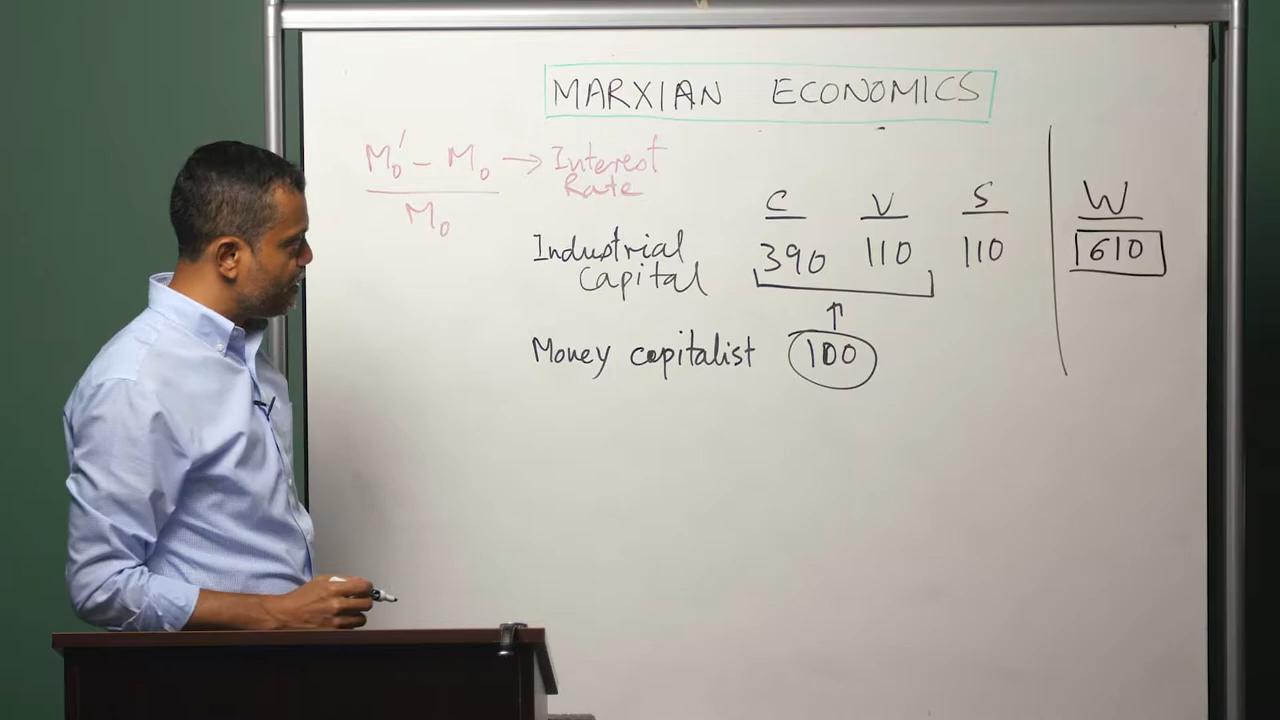 MARXIAN ECONOMICS
M₀' − M₀ → Interest
Rate
M₀
C V S W
Industrial 390 110 110 610
Capital
↑
Money capitalist 100